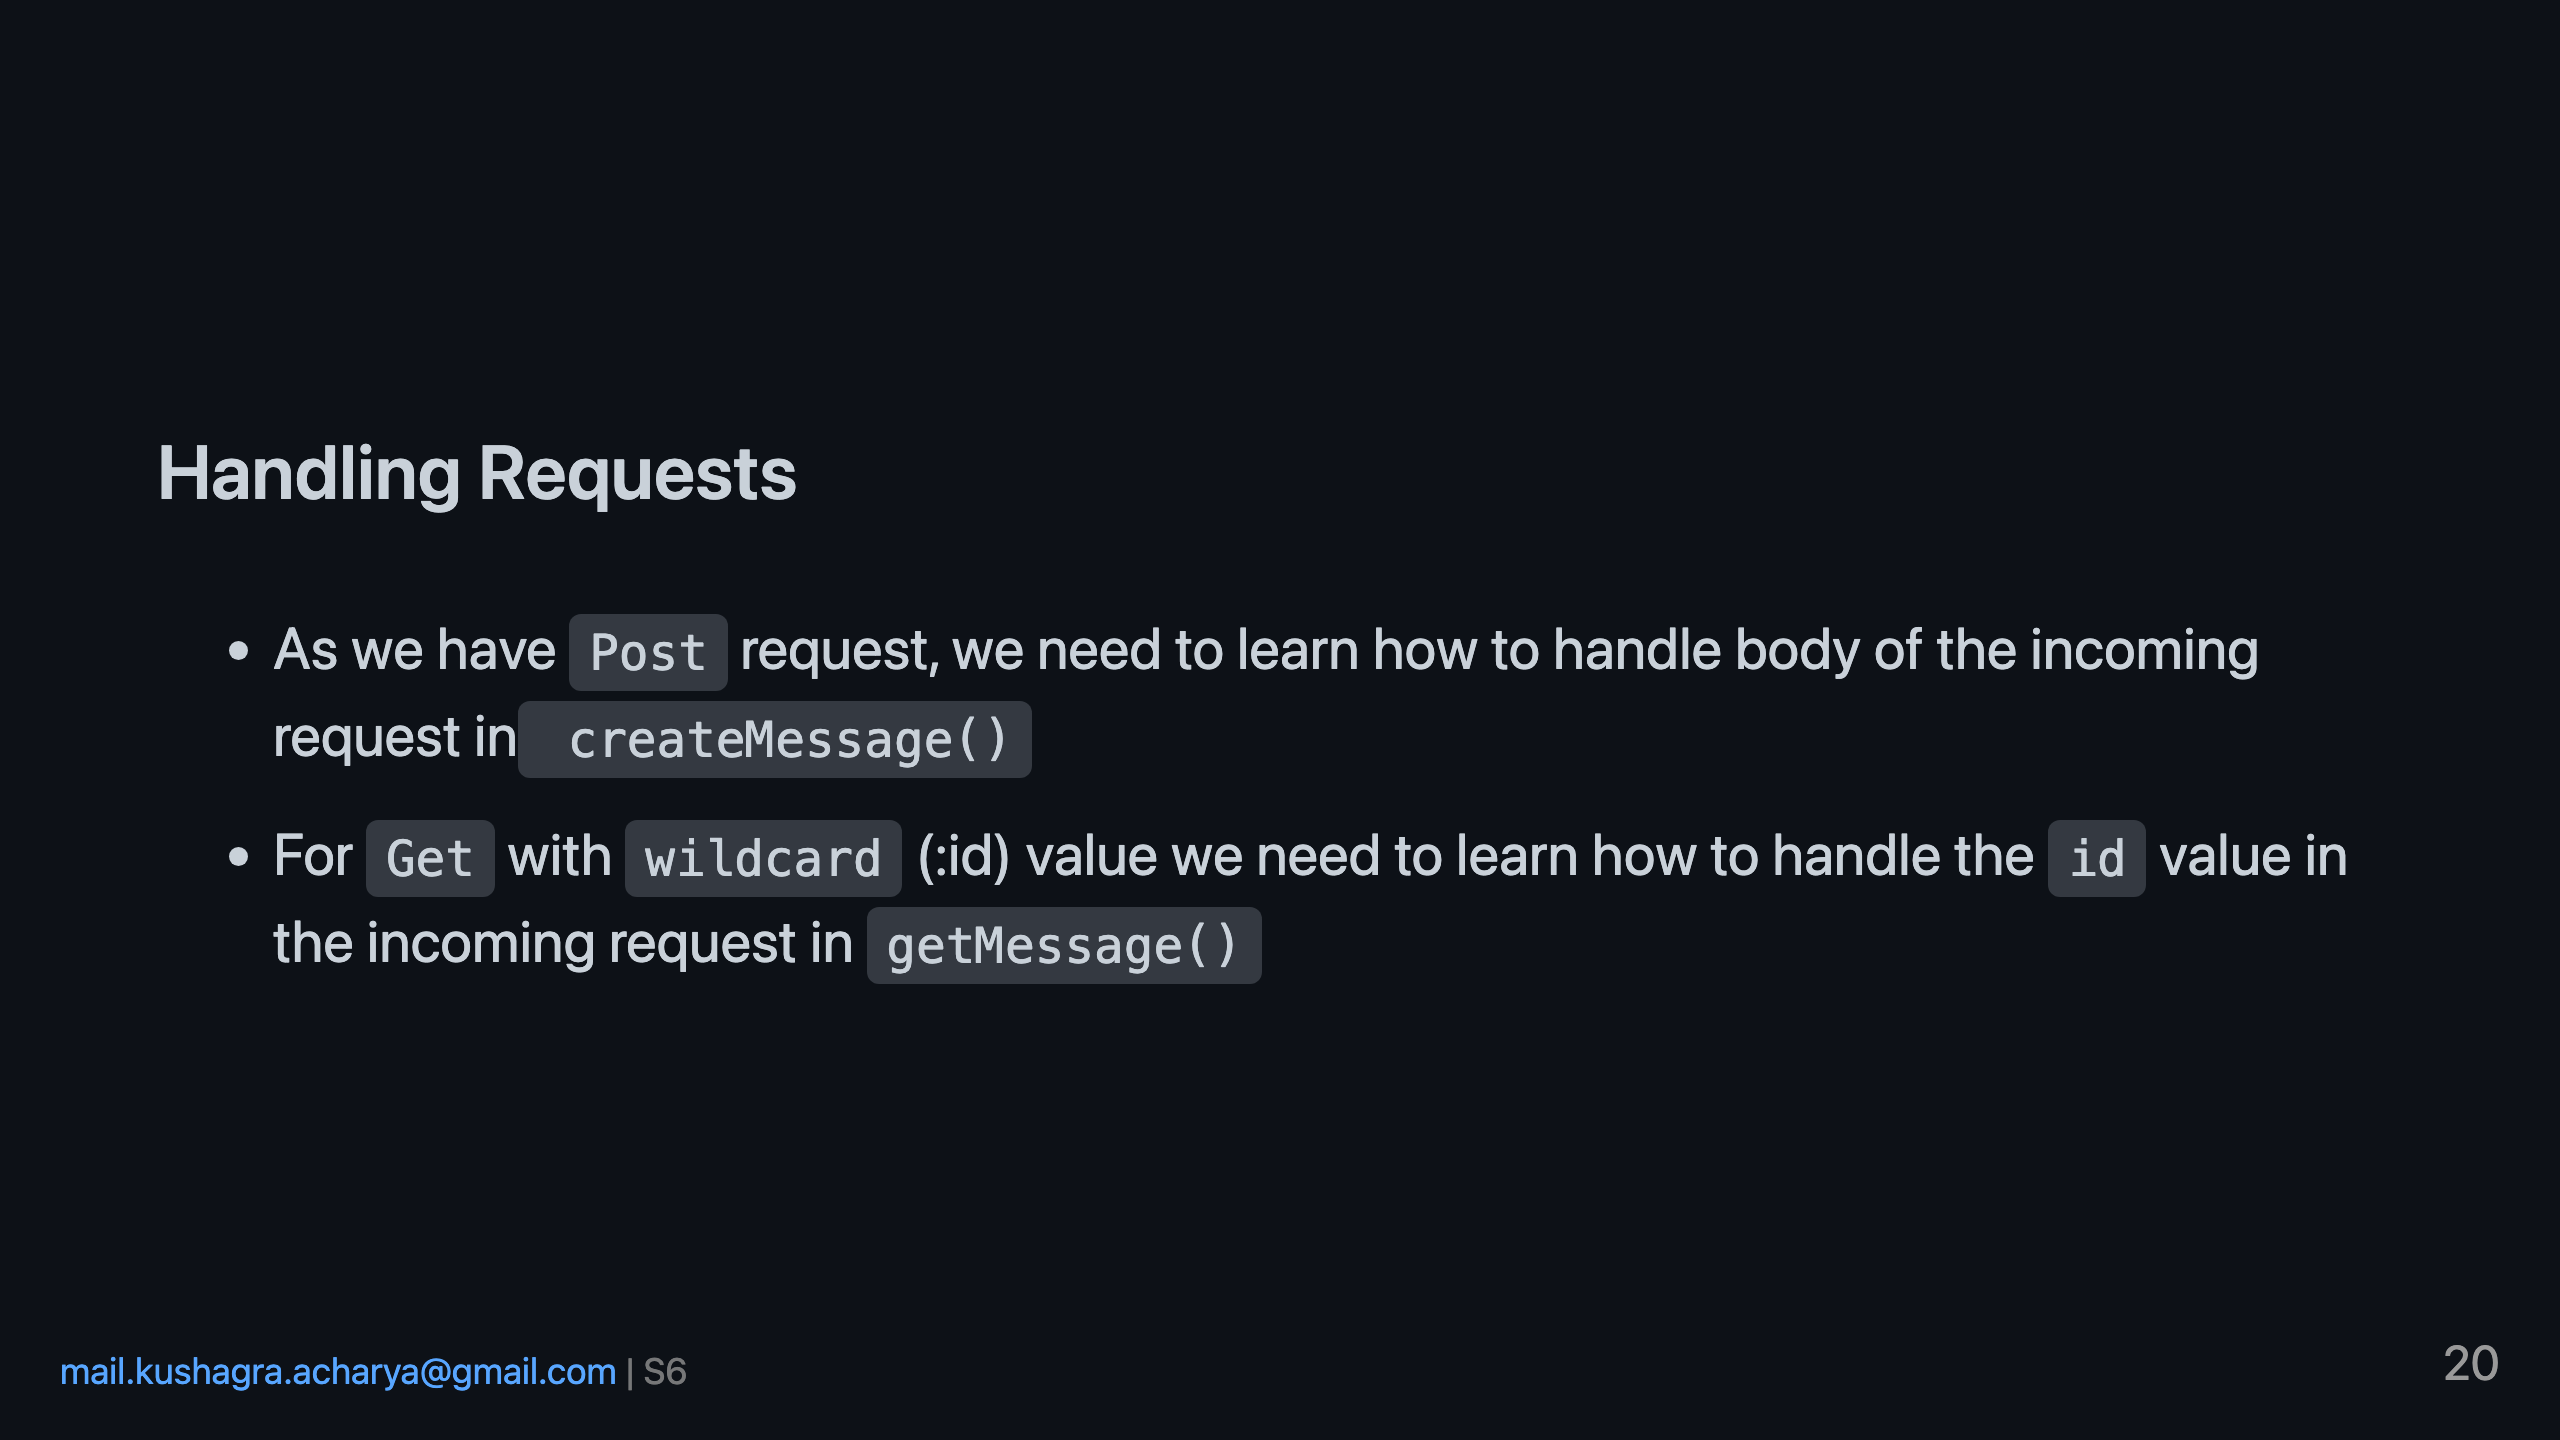 Handling Requests
• As we have Post request, we need to learn how to handle body of the incoming
request in createMessage()
• For Get with wildcard (:id) value we need to learn how to handle the id value in
the incoming request in getMessage()
mail.kushagra.acharya@gmail.com | S6
20